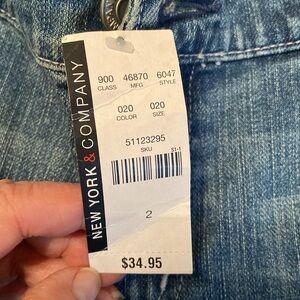 NEW YORK & COMPANY
900 46870 6047
CLASS MFG STYLE
020 020
COLOR SIZE
51123295
SKU S1-1
2
$34.95